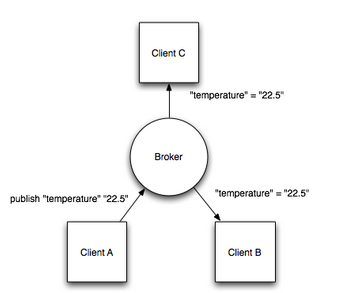 Client C
"temperature" = "22.5"
Broker
publish "temperature" "22.5"
"temperature" = "22.5"
Client A
Client B